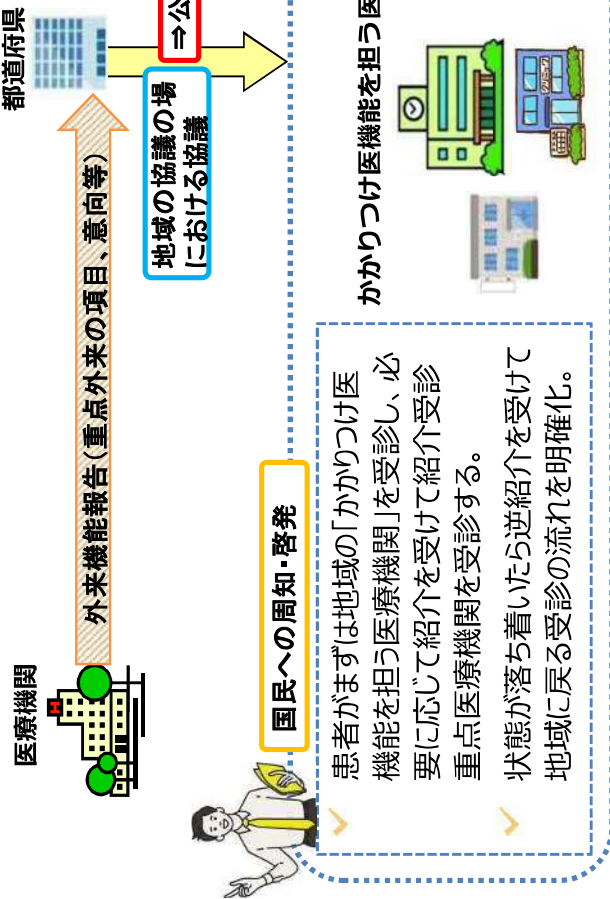 医療機関
外来機能報告(重点外来の項目、意向等)
都道府県
地域の協議の場
における協議
⇒公
国民への周知・啓発
患者がまずは地域の「かかりつけ医
機能を担う医療機関」を受診し、必
要に応じて紹介を受けて紹介受診
重点医療機関を受診する。
状態が落ち着いたら逆紹介を受けて
地域に戻る受診の流れを明確化。
かかりつけ医機能を担う医
クリニック